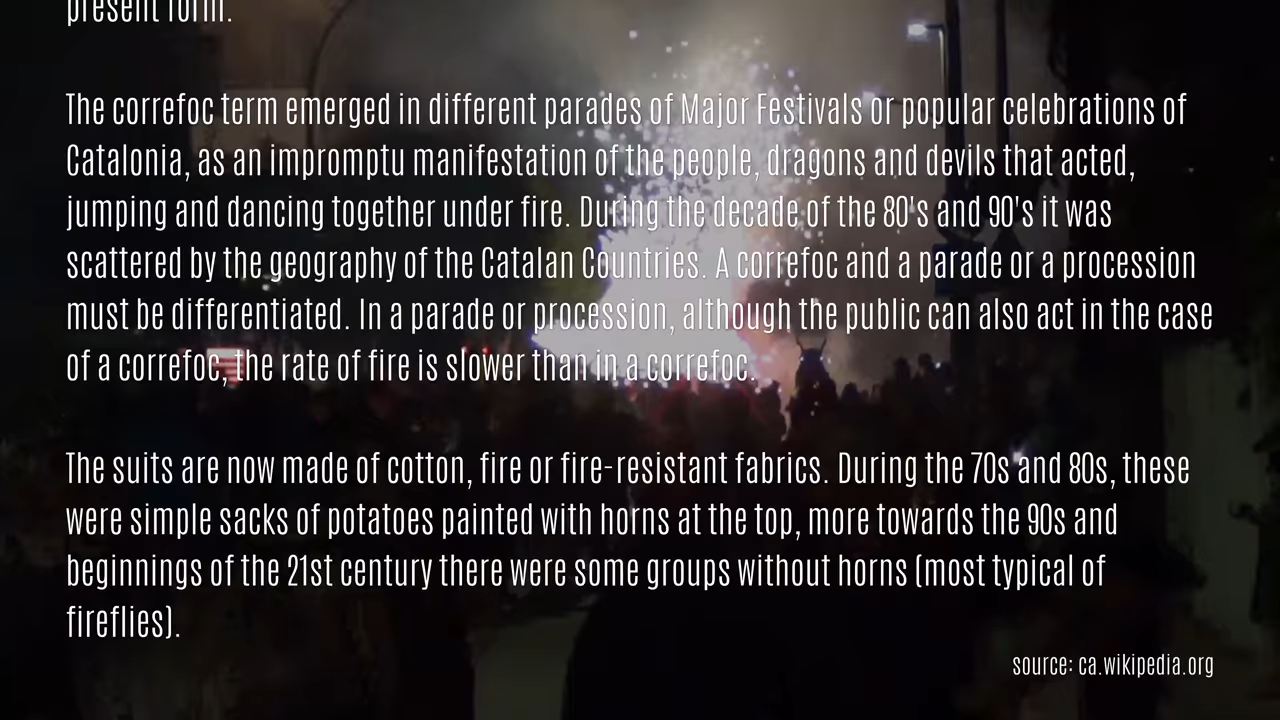 present form.
The correfoc term emerged in different parades of Major Festivals or popular celebrations of
Catalonia, as an impromptu manifestation of the people, dragons and devils that acted,
jumping and dancing together under fire. During the decade of the 80's and 90's it was
scattered by the geography of the Catalan Countries. A correfoc and a parade or a procession
must be differentiated. In a parade or procession, although the public can also act in the case
of a correfoc, the rate of fire is slower than in a correfoc.
The suits are now made of cotton, fire or fire-resistant fabrics. During the 70s and 80s, these
were simple sacks of potatoes painted with horns at the top, more towards the 90s and
beginnings of the 21st century there were some groups without horns (most typical of
fireflies).
source: ca.wikipedia.org